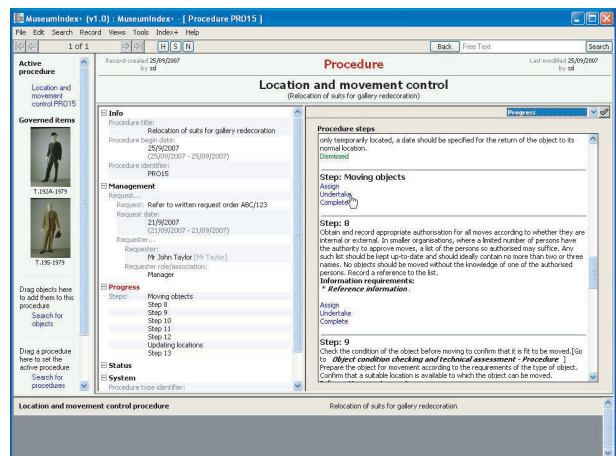 MuseumIndex+ (v1.0) : MuseumIndex+ - [ Procedure PRO15 ]
File Edit Search Record Views Tools Index+ Help
1 of 1 H S N Back Free Text Search
Active procedure
Location and movement control PRO15
Governed items
T.192A-1979
T.195-1979
Drag objects here to add them to this procedure
Search for objects
Drag a procedure here to set the active procedure
Search for procedures
Record created 25/09/2007
by ssl
Procedure
Last modified 25/09/2007
by ssl
Location and movement control
(Relocation of suits for gallery redecoration)
Info
Procedure title:
Relocation of suits for gallery redecoration
Procedure begin date:
25/9/2007
(25/09/2007 - 25/09/2007)
Procedure identifier:
PRO15
Management
Request...
Request: Refer to written request order ABC/123
Request date:
21/9/2007
(21/09/2007 - 21/09/2007)
Requester...
Requester:
Mr John Taylor [Mr Taylor]
Requester role/association:
Manager
Progress
Steps: Moving objects
Step 8
Step 9
Step 10
Step 11
Step 12
Updating locations
Step 13
Status
System
Procedure type identifier:
Progress
Procedure steps
only temporarily located, a date should be specified for the return of the object to its
normal location.
Dismissed
Step: Moving objects
Assign
Undertake
Complete
Step: 8
Obtain and record appropriate authorisation for all moves according to whether they are
internal or external. In smaller organisations, where a limited number of persons have
the authority to approve moves, a list of the persons so authorised may suffice. Any
such list should be kept up-to-date and should ideally contain no more than two or three
names. No objects should be moved without the knowledge of one of the authorised
persons. Record a reference to the list.
Information requirements:
* Reference information.
Assign
Undertake
Complete
Step: 9
Check the condition of the object before moving to confirm that it is fit to be moved.[Go
to Object condition checking and technical assessment - Procedure ]
Prepare the object for movement according to the requirements of the type of object.
Confirm that a suitable location is available to which the object can be moved.
Location and movement control procedure
Relocation of suits for gallery redecoration